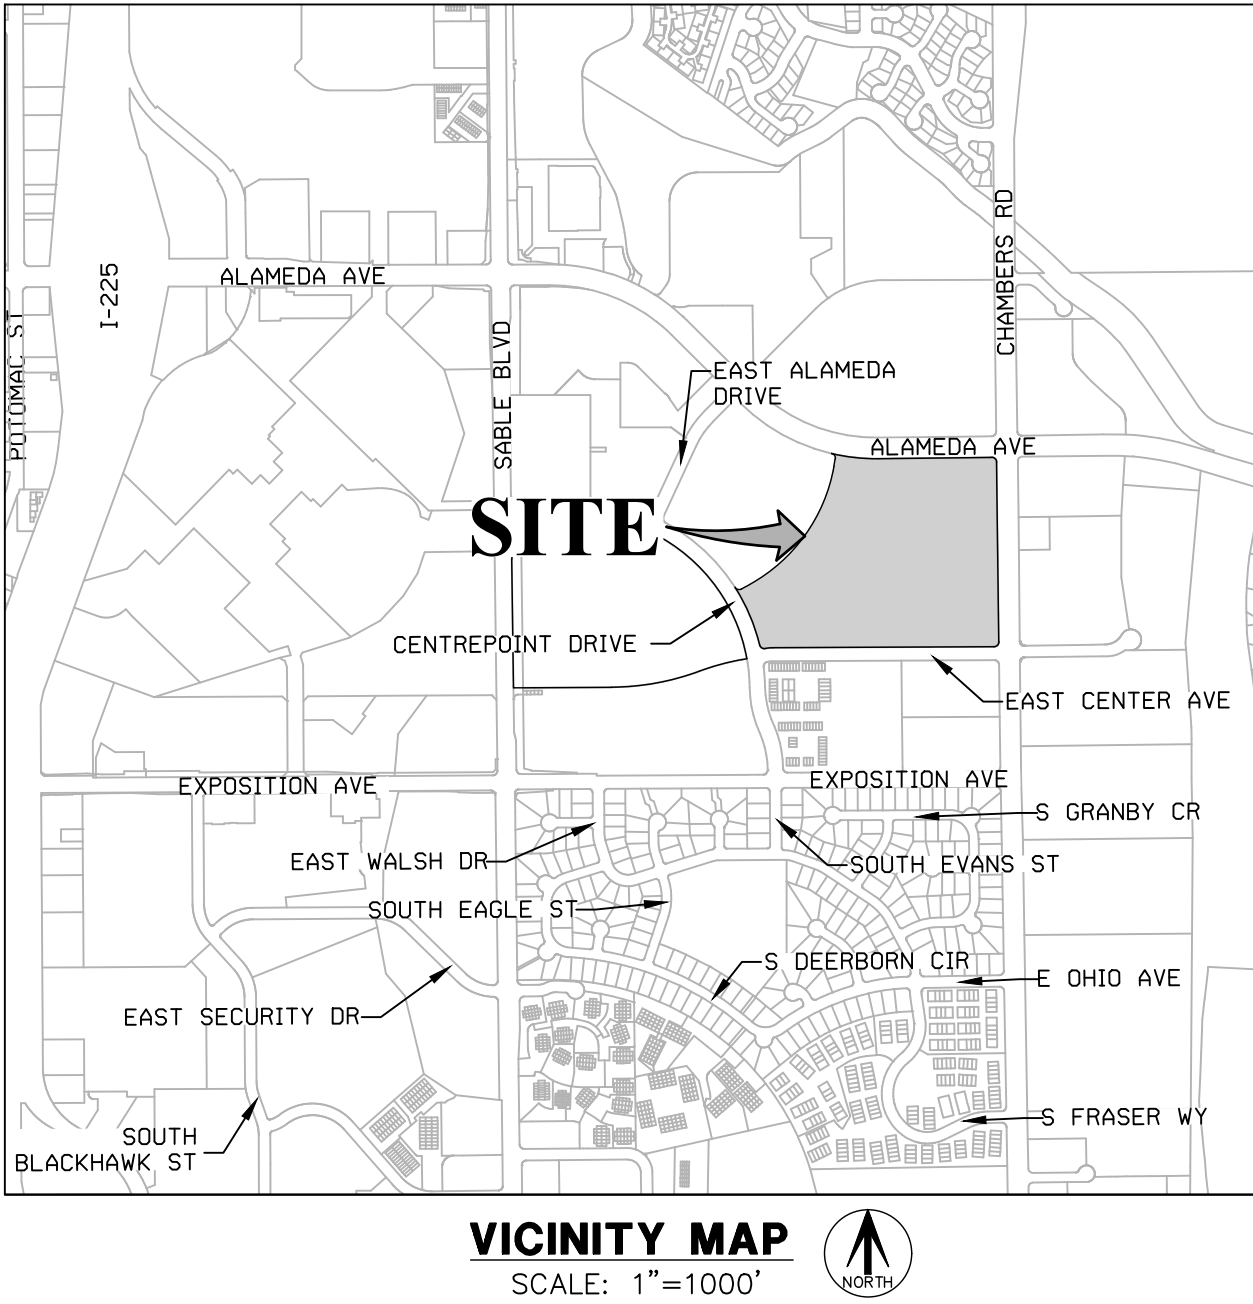 ALAMEDA AVE
I-225
POTOMAC ST
SABLE BLVD
CHAMBERS RD
EAST ALAMEDA
DRIVE
ALAMEDA AVE
SITE
CENTREPOINT DRIVE
EAST CENTER AVE
EXPOSITION AVE
EXPOSITION AVE
S GRANBY CR
EAST WALSH DR
SOUTH EVANS ST
SOUTH EAGLE ST
S DEERBORN CIR
E OHIO AVE
EAST SECURITY DR
S FRASER WY
SOUTH
BLACKHAWK ST
VICINITY MAP
SCALE: 1"=1000'
NORTH